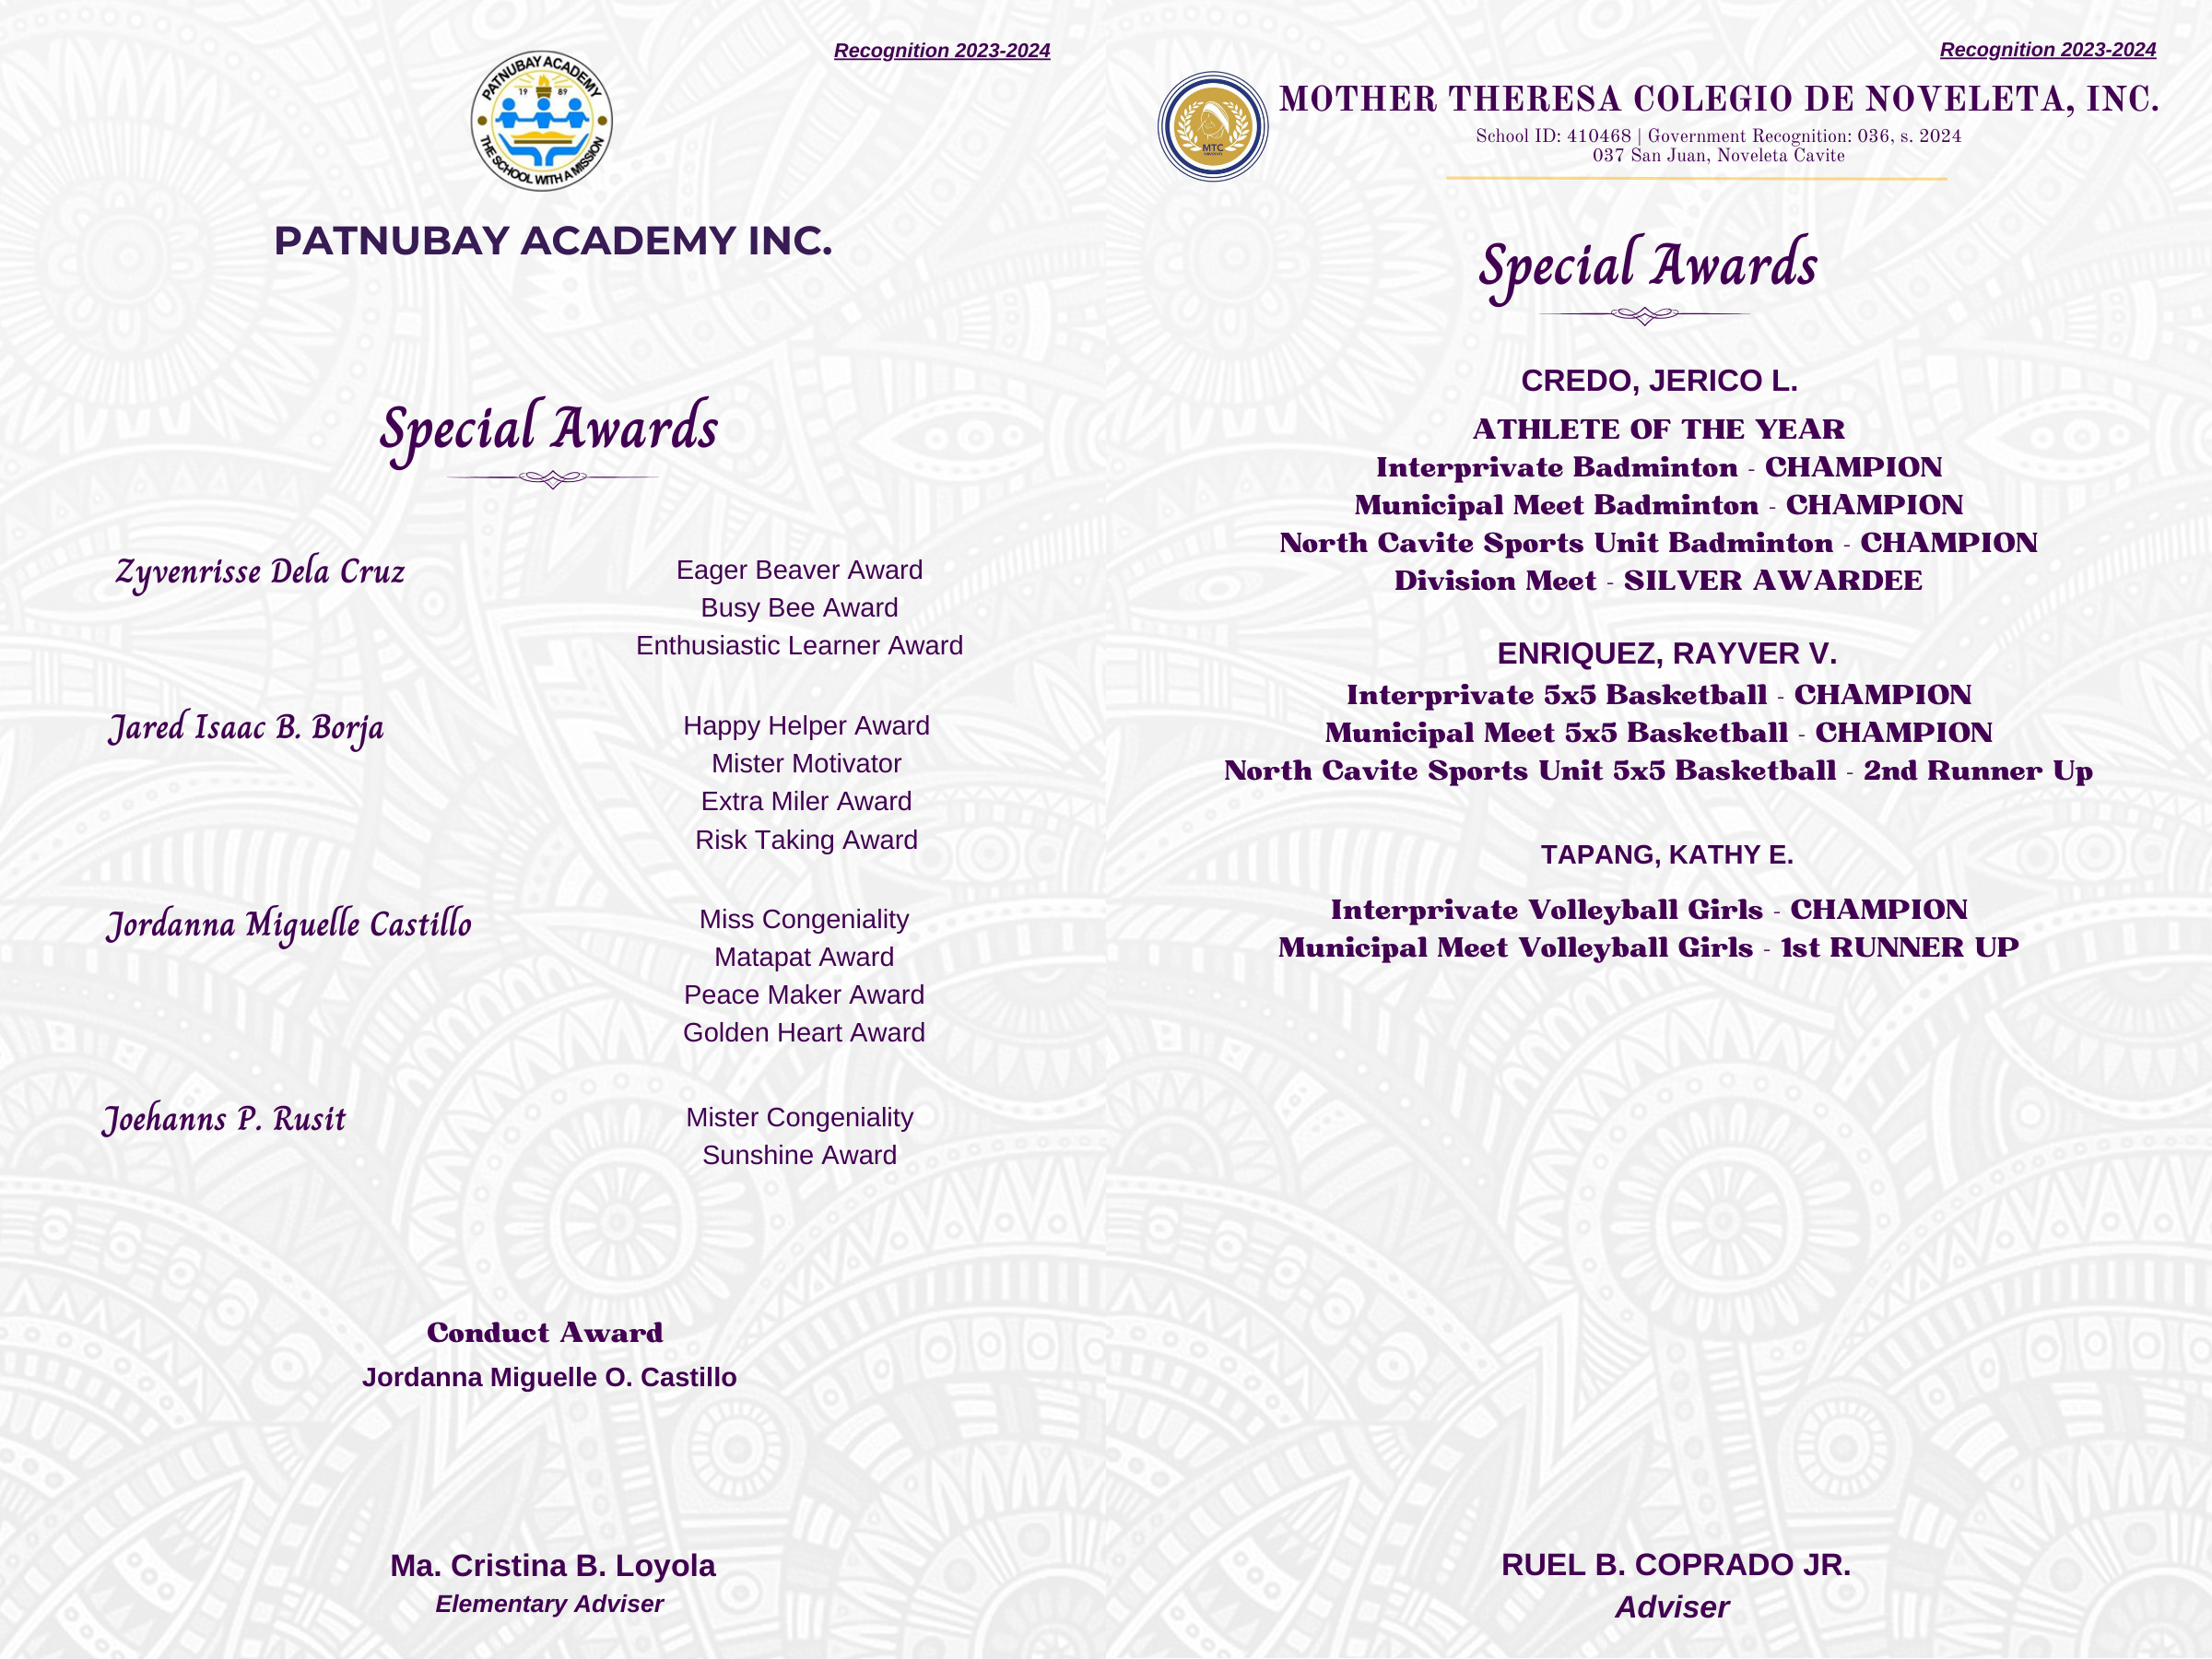 Recognition 2023-2024
PATNUBAY ACADEMY
19 89
THE SCHOOL WITH A MISSION
PATNUBAY ACADEMY INC.
Special Awards
Zyvenrisse Dela Cruz
Eager Beaver Award
Busy Bee Award
Enthusiastic Learner Award
Jared Isaac B. Borja
Happy Helper Award
Mister Motivator
Extra Miler Award
Risk Taking Award
Jordanna Miguelle Castillo
Miss Congeniality
Matapat Award
Peace Maker Award
Golden Heart Award
Joehanns P. Rusit
Mister Congeniality
Sunshine Award
Conduct Award
Jordanna Miguelle O. Castillo
Ma. Cristina B. Loyola
Elementary Adviser
Recognition 2023-2024
MTC
MOTHER THERESA COLEGIO DE NOVELETA, INC.
School ID: 410468 | Government Recognition: 036, s. 2024
037 San Juan, Noveleta Cavite
Special Awards
CREDO, JERICO L.
ATHLETE OF THE YEAR
Interprivate Badminton - CHAMPION
Municipal Meet Badminton - CHAMPION
North Cavite Sports Unit Badminton - CHAMPION
Division Meet - SILVER AWARDEE
ENRIQUEZ, RAYVER V.
Interprivate 5x5 Basketball - CHAMPION
Municipal Meet 5x5 Basketball - CHAMPION
North Cavite Sports Unit 5x5 Basketball - 2nd Runner Up
TAPANG, KATHY E.
Interprivate Volleyball Girls - CHAMPION
Municipal Meet Volleyball Girls - 1st RUNNER UP
RUEL B. COPRADO JR.
Adviser